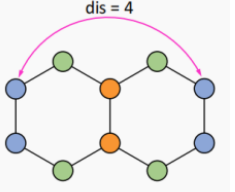 dis = 4